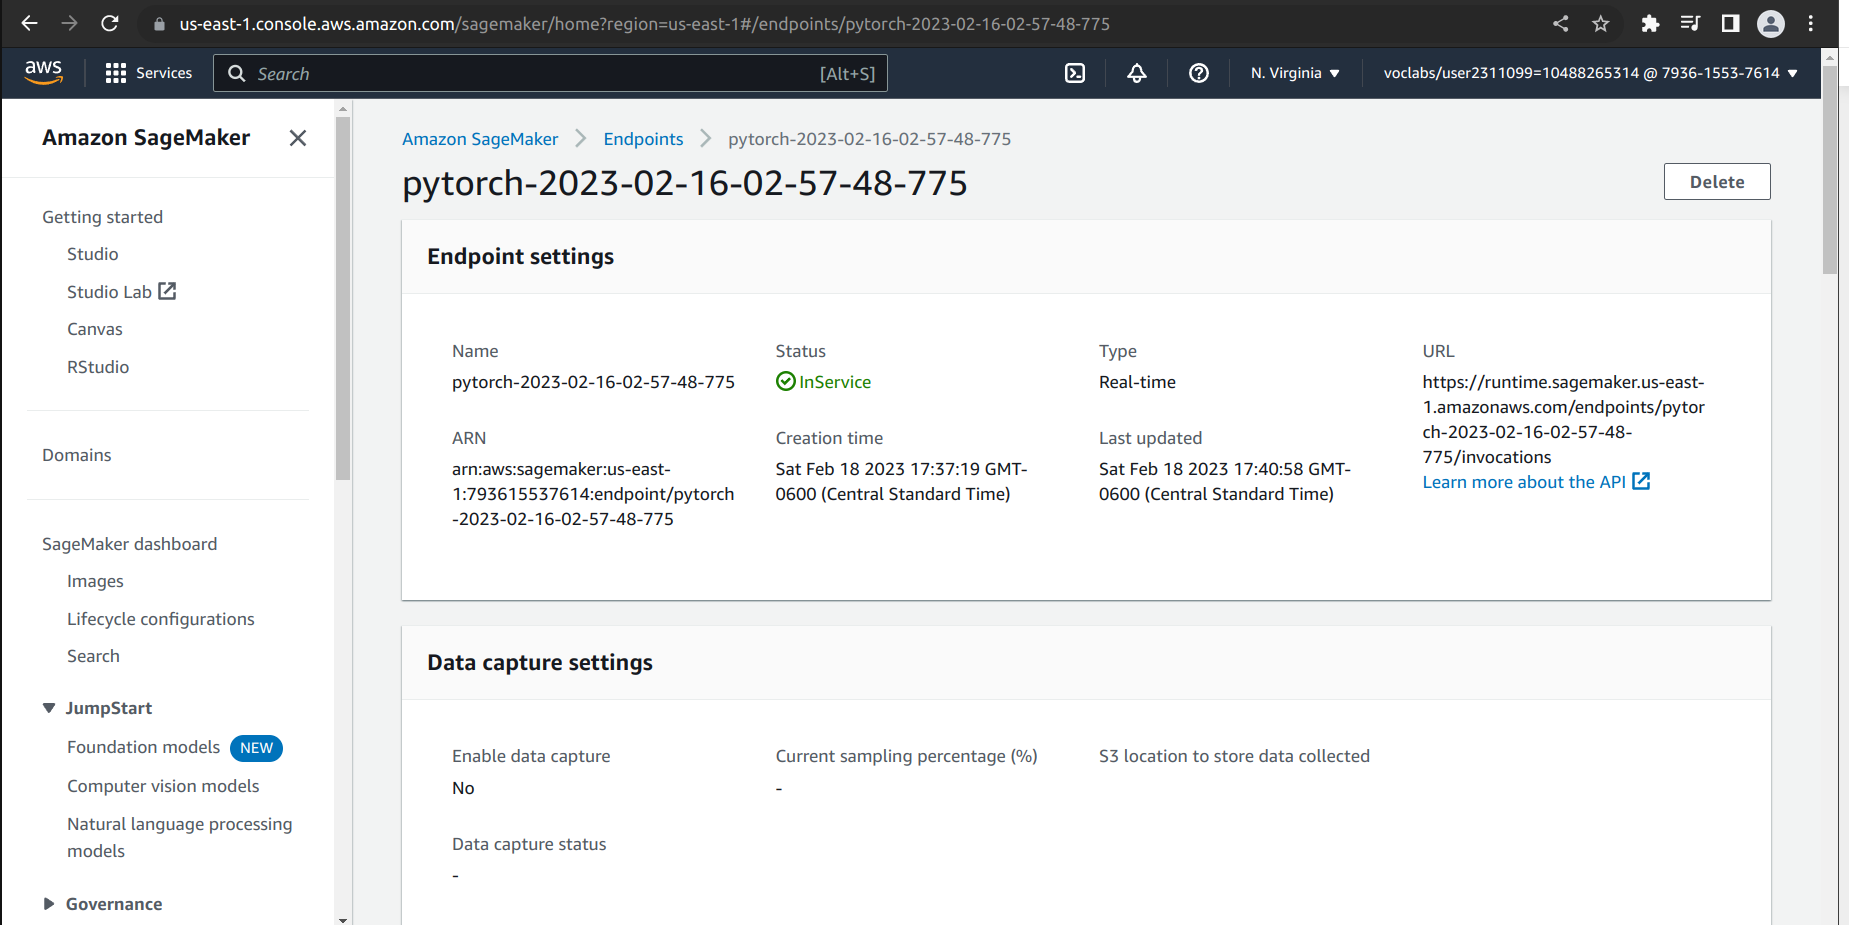 us-east-1.console.aws.amazon.com/sagemaker/home?region=us-east-1#/endpoints/pytorch-2023-02-16-02-57-48-775
aws
Services
Search
[Alt+S]
N. Virginia
voclabs/user2311099=10488265314 @ 7936-1553-7614
Amazon SageMaker
Getting started
Studio
Studio Lab
Canvas
RStudio
Domains
SageMaker dashboard
Images
Lifecycle configurations
Search
JumpStart
Foundation models NEW
Computer vision models
Natural language processing
models
Governance
Amazon SageMaker
Endpoints
pytorch-2023-02-16-02-57-48-775
pytorch-2023-02-16-02-57-48-775
Delete
Endpoint settings
Name
pytorch-2023-02-16-02-57-48-775
Status
InService
Type
Real-time
URL
https://runtime.sagemaker.us-east-
1.amazonaws.com/endpoints/pytor
ch-2023-02-16-02-57-48-
775/invocations
Learn more about the API
ARN
arn:aws:sagemaker:us-east-
1:793615537614:endpoint/pytorch
-2023-02-16-02-57-48-775
Creation time
Sat Feb 18 2023 17:37:19 GMT-
0600 (Central Standard Time)
Last updated
Sat Feb 18 2023 17:40:58 GMT-
0600 (Central Standard Time)
Data capture settings
Enable data capture
No
Current sampling percentage (%)
-
S3 location to store data collected
Data capture status
-